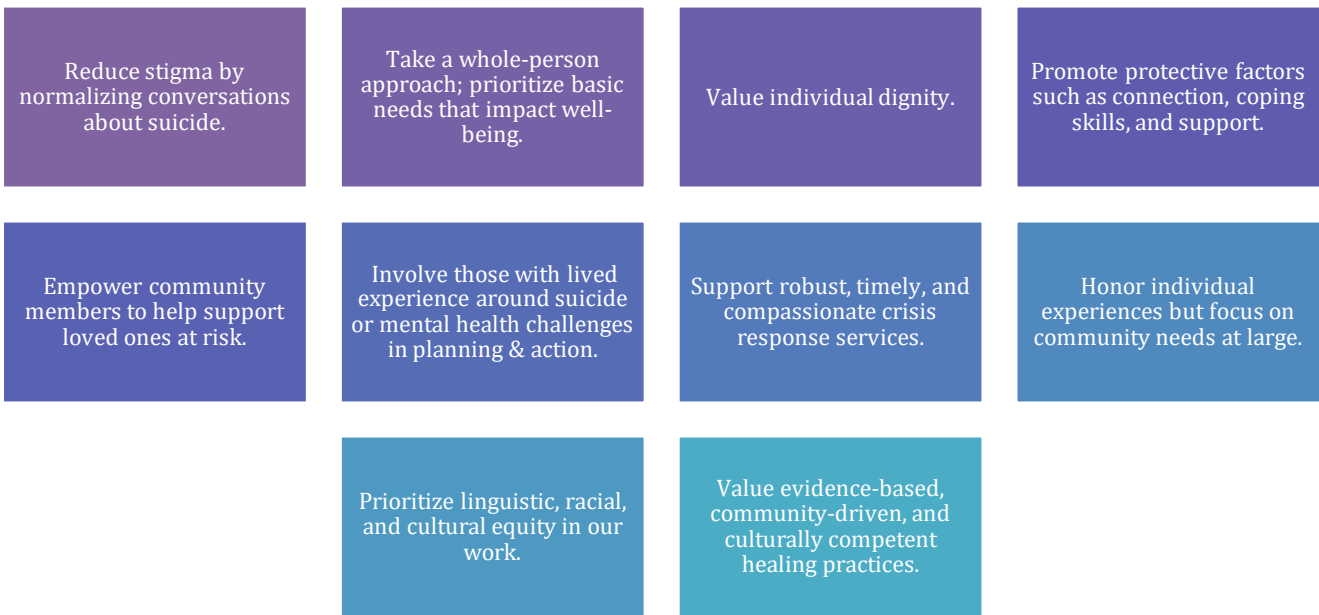 Reduce stigma by
normalizing conversations
about suicide.
Take a whole-person
approach; prioritize basic
needs that impact well-
being.
Value individual dignity.
Promote protective factors
such as connection, coping
skills, and support.
Empower community
members to help support
loved ones at risk.
Involve those with lived
experience around suicide
or mental health challenges
in planning & action.
Support robust, timely, and
compassionate crisis
response services.
Honor individual
experiences but focus on
community needs at large.
Prioritize linguistic, racial,
and cultural equity in our
work.
Value evidence-based,
community-driven, and
culturally competent
healing practices.